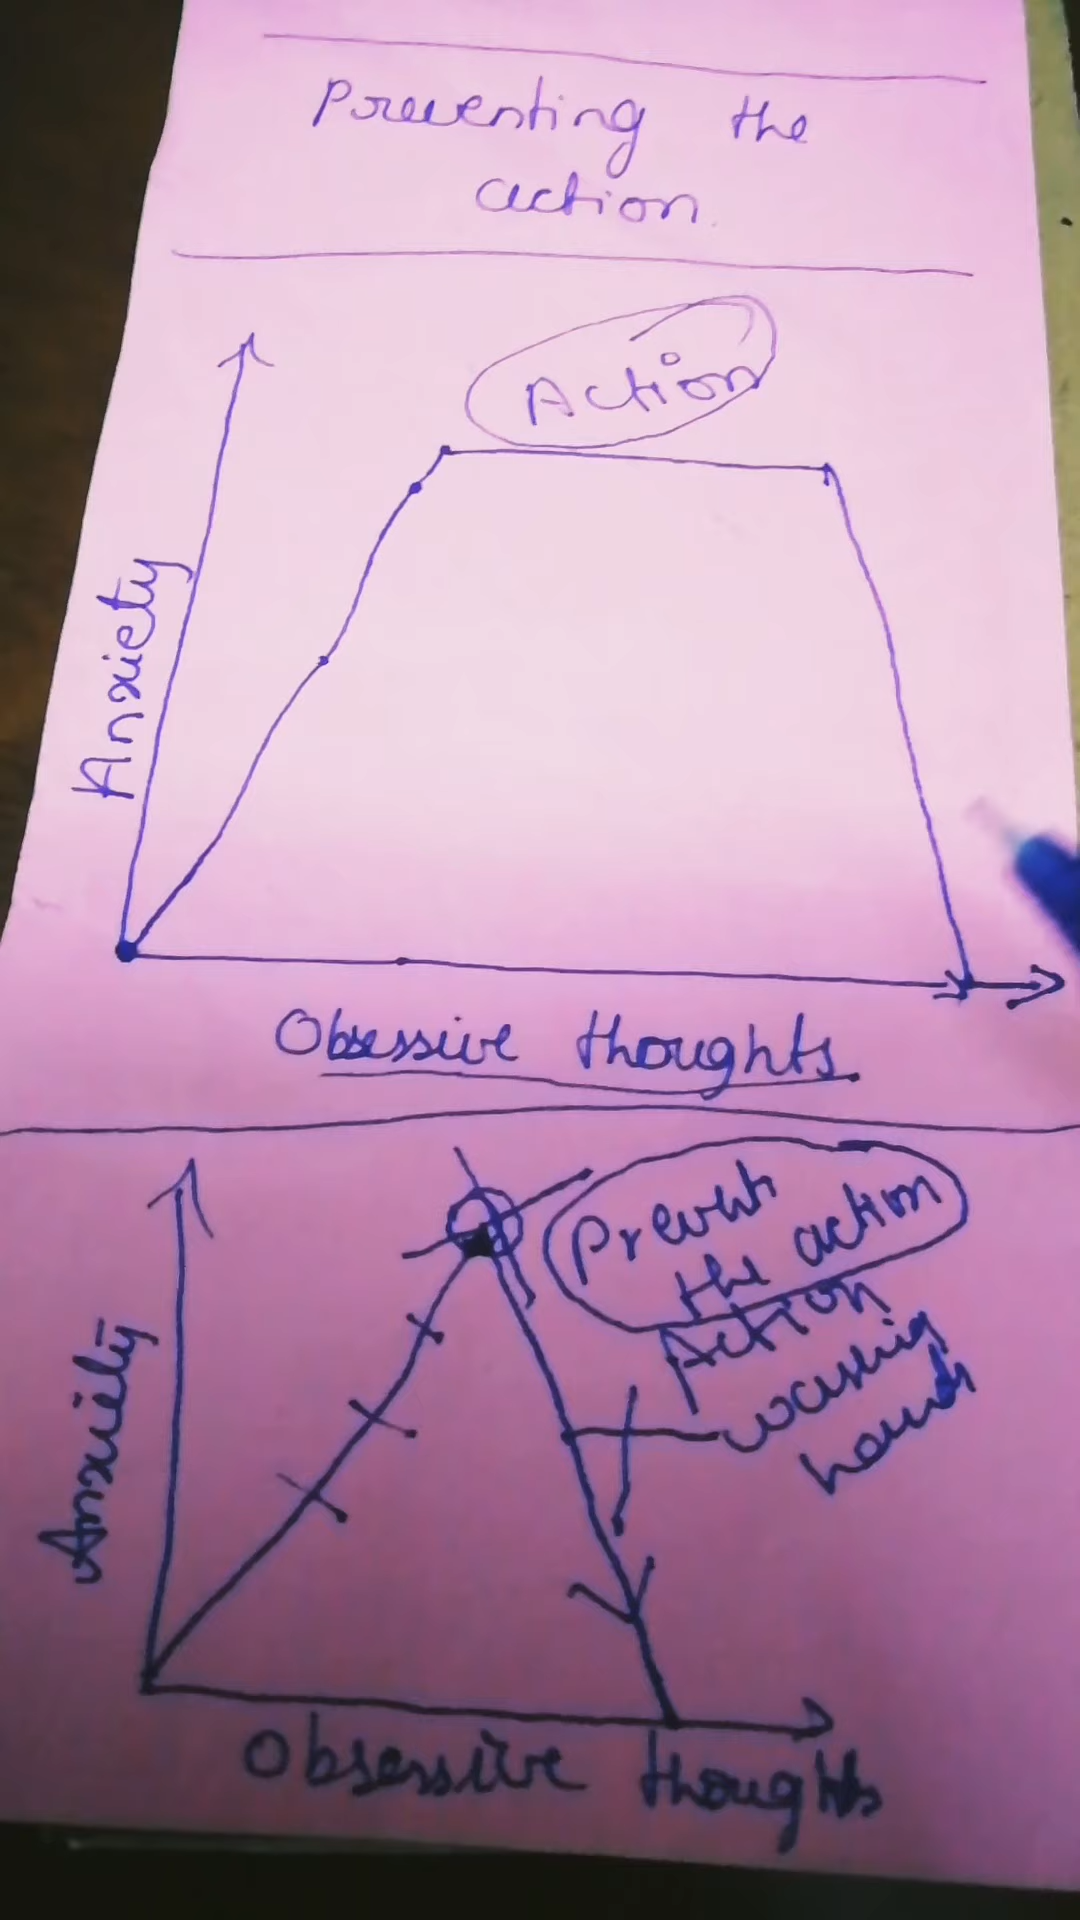 Preventing the
action.
Action
Anxiety
Obsessive thoughts.
Prevent
the action
Action
washing
hands
Anxiety
Obsessive thoughts